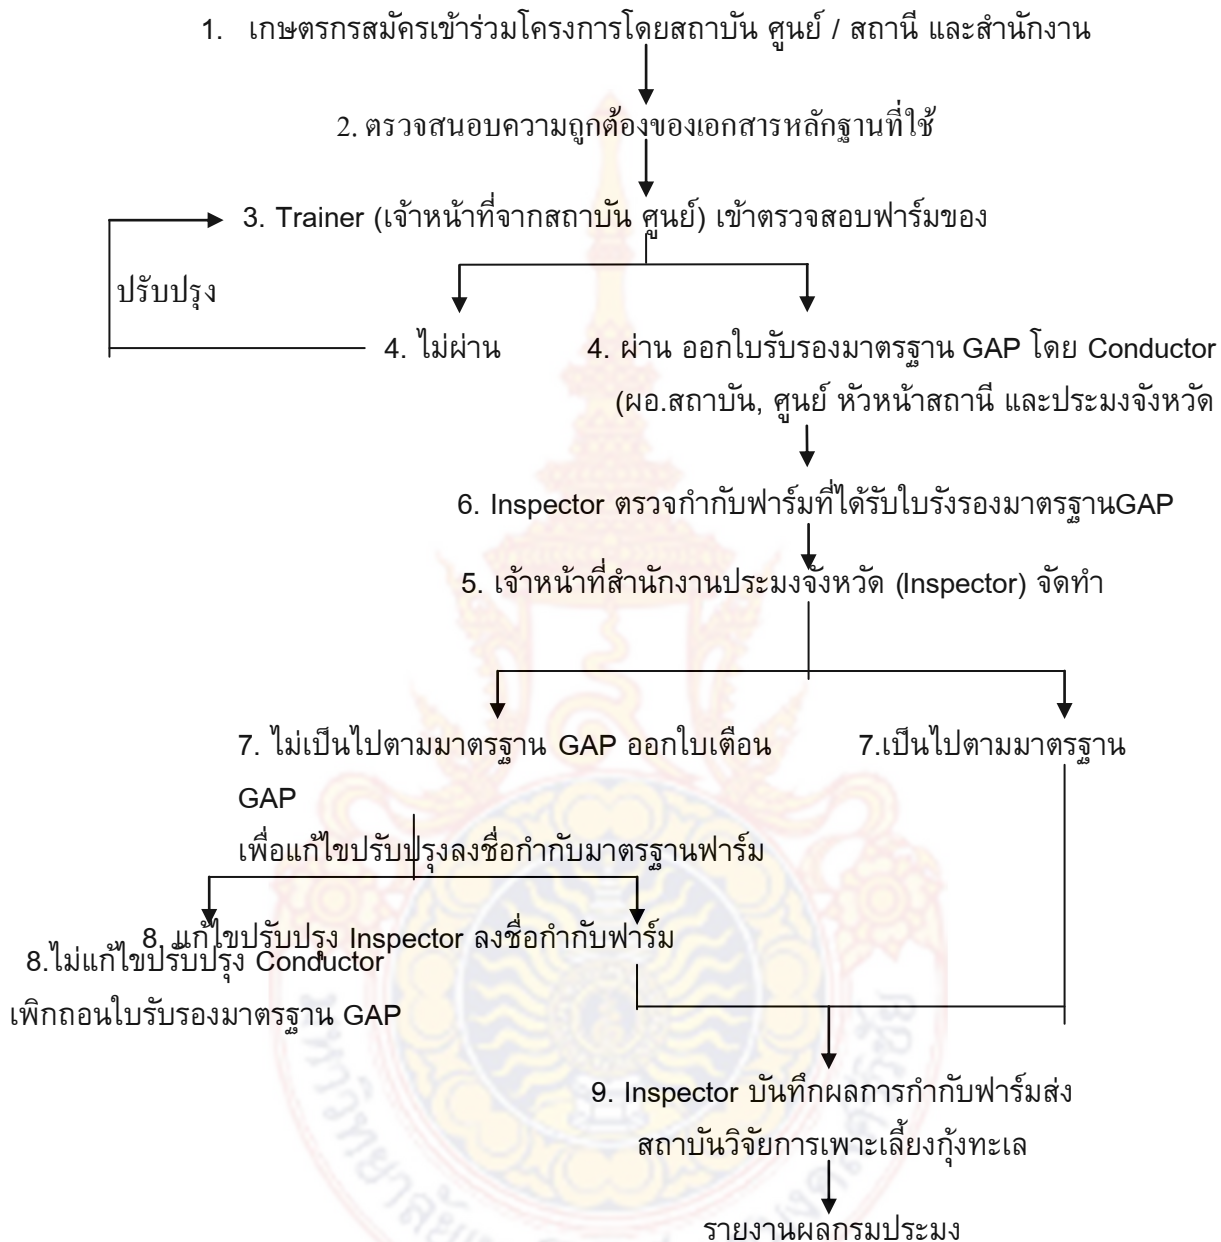 1. เกษตรกรสมัครเข้าร่วมโครงการโดยสถาบัน ศูนย์ / สถานี และสำนักงาน
2. ตรวจสนอบความถูกต้องของเอกสารหลักฐานที่ใช้
3. Trainer (เจ้าหน้าที่จากสถาบัน ศูนย์) เข้าตรวจสอบฟาร์มของ
ปรับปรุง
4. ไม่ผ่าน
4. ผ่าน ออกใบรับรองมาตรฐาน GAP โดย Conductor
(ผอ.สถาบัน, ศูนย์ หัวหน้าสถานี และประมงจังหวัด
6. Inspector ตรวจกำกับฟาร์มที่ได้รับใบรังรองมาตรฐานGAP
5. เจ้าหน้าที่สำนักงานประมงจังหวัด (Inspector) จัดทำ
7. ไม่เป็นไปตามมาตรฐาน GAP ออกใบเตือน
GAP
เพื่อแก้ไขปรับปรุงลงชื่อกำกับมาตรฐานฟาร์ม
7.เป็นไปตามมาตรฐาน
8. แก้ไขปรับปรุง Inspector ลงชื่อกำกับฟาร์ม
8.ไม่แก้ไขปรับปรุง Conductor
เพิกถอนใบรับรองมาตรฐาน GAP
9. Inspector บันทึกผลการกำกับฟาร์มส่ง
สถาบันวิจัยการเพาะเลี้ยงกุ้งทะเล
รายงานผลกรมประมง